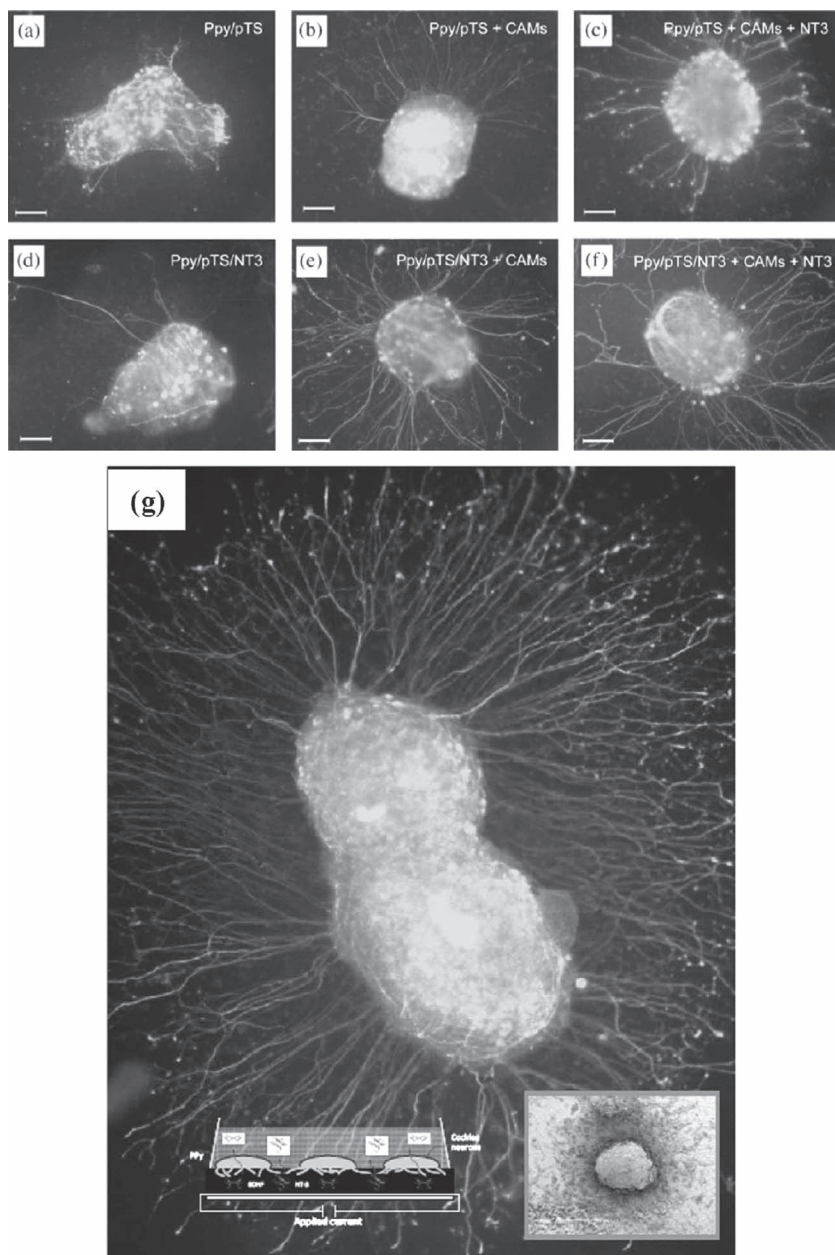 (a) Ppy/pTS
(b) Ppy/pTS + CAMs
(c) Ppy/pTS + CAMs + NT3
(d) Ppy/pTS/NT3
(e) Ppy/pTS/NT3 + CAMs
(f) Ppy/pTS/NT3 + CAMs + NT3
(g)
PPy
Cochlea
neurons
NT-3
Applied current